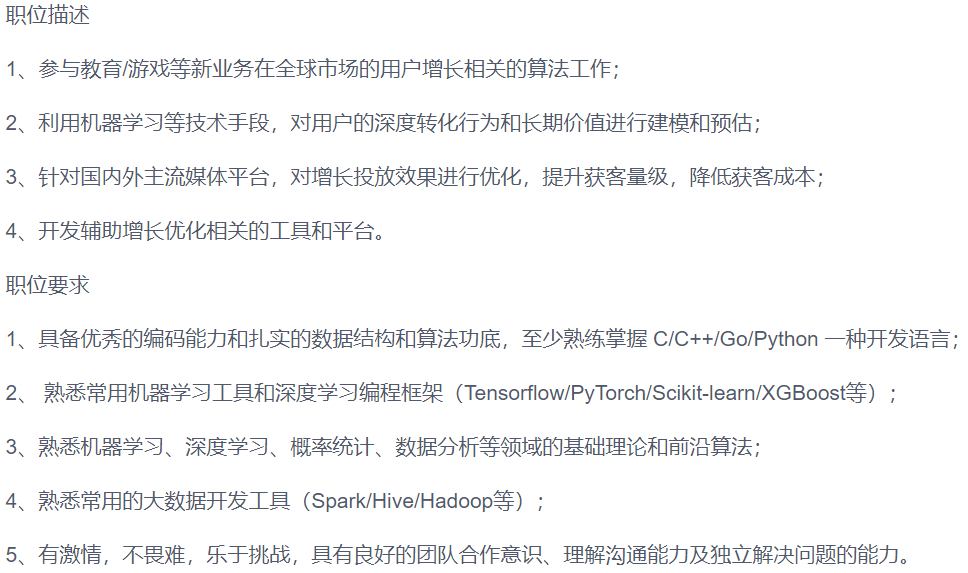 职位描述
1、参与教育/游戏等新业务在全球市场的用户增长相关的算法工作；
2、利用机器学习等技术手段，对用户的深度转化行为和长期价值进行建模和预估；
3、针对国内外主流媒体平台，对增长投放效果进行优化，提升获客量级，降低获客成本；
4、开发辅助增长优化相关的工具和平台。
职位要求
1、具备优秀的编码能力和扎实的数据结构和算法功底，至少熟练掌握 C/C++/Go/Python 一种开发语言；
2、 熟悉常用机器学习工具和深度学习编程框架（Tensorflow/PyTorch/Scikit-learn/XGBoost等）；
3、熟悉机器学习、深度学习、概率统计、数据分析等领域的基础理论和前沿算法；
4、熟悉常用的大数据开发工具（Spark/Hive/Hadoop等）；
5、有激情，不畏难，乐于挑战，具有良好的团队合作意识、理解沟通能力及独立解决问题的能力。